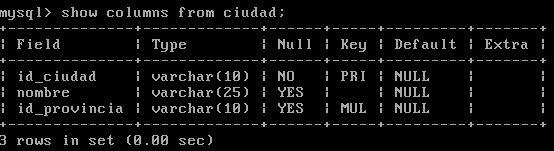 mysql> show columns from ciudad;
+--------------+-------------+------+-----+---------+-------+
| Field        | Type        | Null | Key | Default | Extra |
+--------------+-------------+------+-----+---------+-------+
| id_ciudad    | varchar(10) | NO   | PRI | NULL    |       |
| nombre       | varchar(25) | YES  |     | NULL    |       |
| id_provincia | varchar(10) | YES  | MUL | NULL    |       |
+--------------+-------------+------+-----+---------+-------+
3 rows in set (0.00 sec)